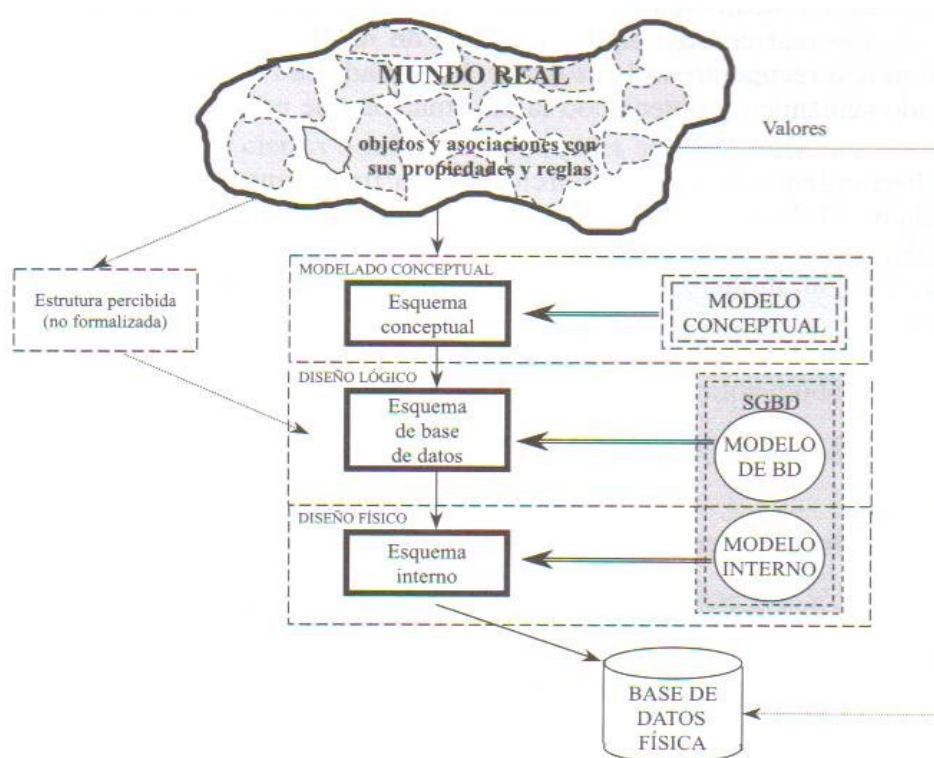 MUNDO REAL
objetos y asociaciones con
sus propiedades y reglas
Valores
Estrutura percibida
(no formalizada)
MODELADO CONCEPTUAL
Esquema
conceptual
MODELO
CONCEPTUAL
DISEÑO LÓGICO
Esquema
de base
de datos
SGBD
MODELO
DE BD
DISEÑO FÍSICO
Esquema
interno
MODELO
INTERNO
BASE DE
DATOS
FÍSICA